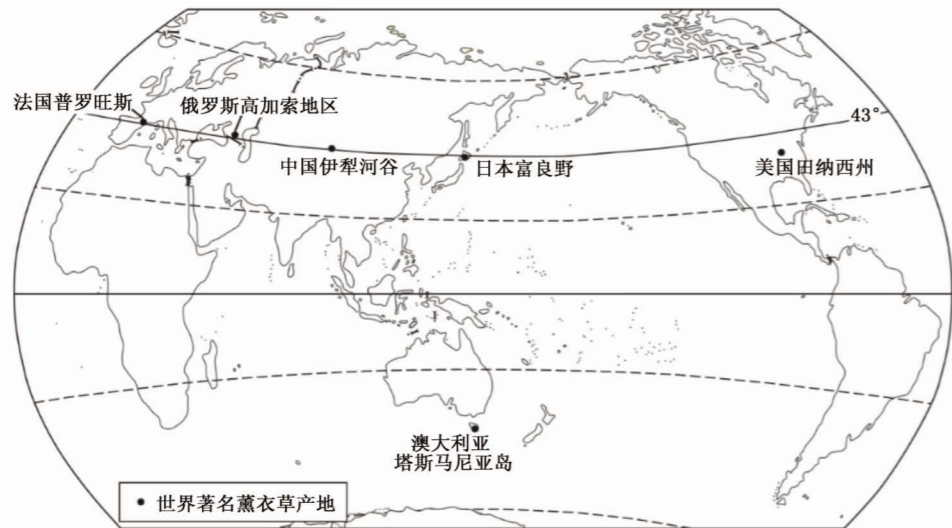 法国普罗旺斯
俄罗斯高加索地区
43°
中国伊犁河谷
日本富良野
美国田纳西州
澳大利亚
塔斯马尼亚岛
世界著名薰衣草产地